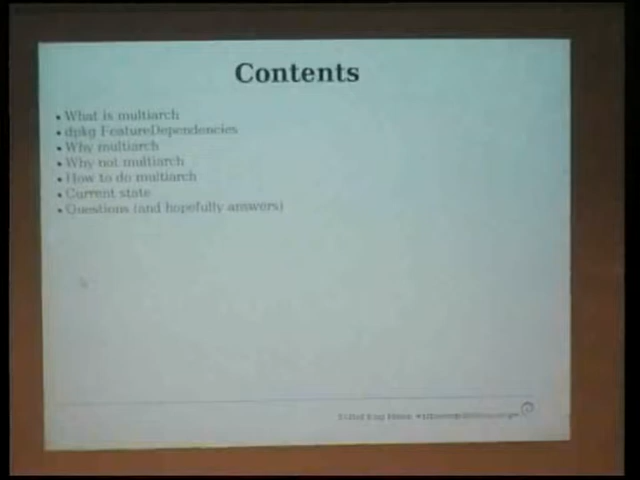 Contents
• What is multiarch
• dpkg FeatureDependencies
• Why multiarch
• Why not multiarch
• How to do multiarch
• Current state
• Questions (and hopefully answers)